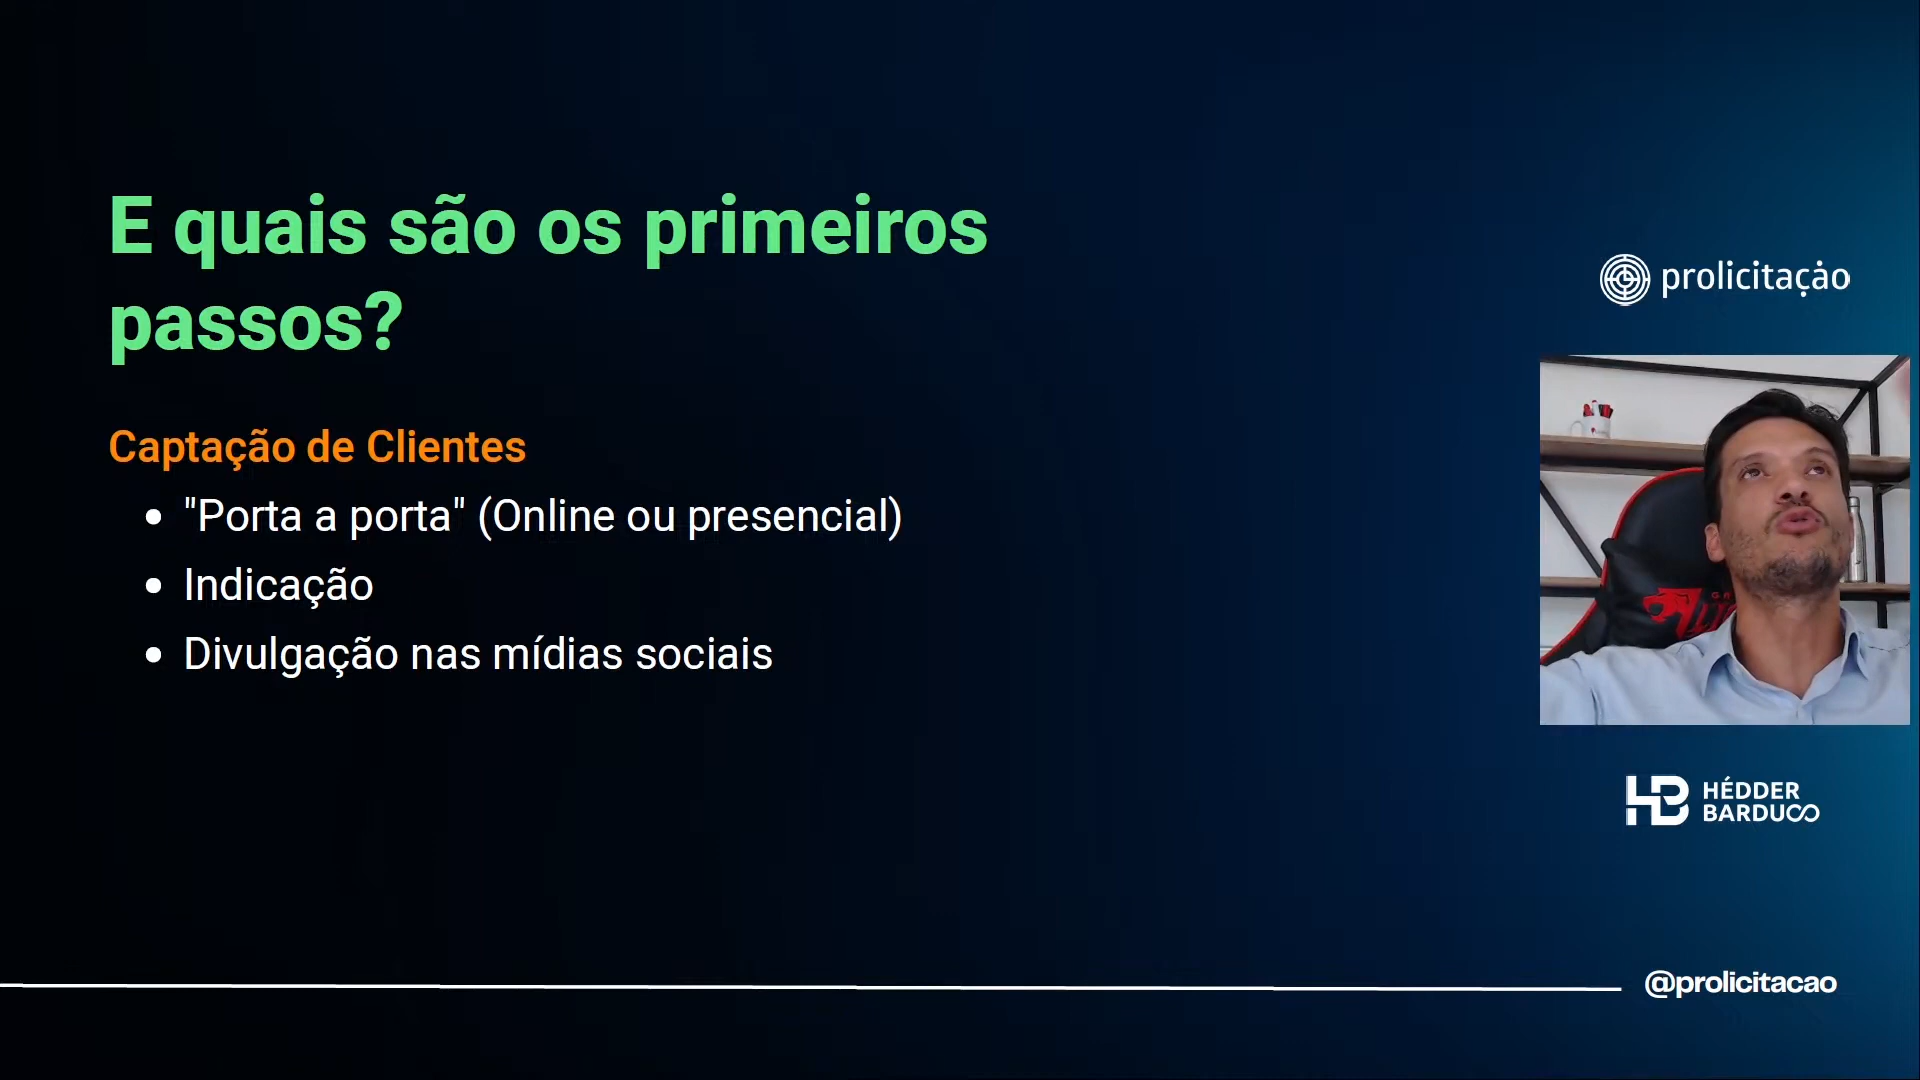 E quais são os primeiros
passos?
Captação de Clientes
"Porta a porta" (Online ou presencial)
Indicação
Divulgação nas mídias sociais
prolicitação
HB
HÉDDER
BARDUCO
@prolicitacao